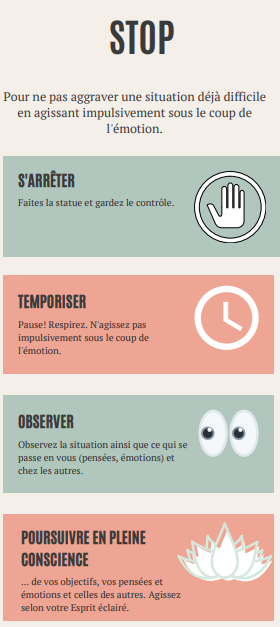 STOP
Pour ne pas aggraver une situation déjà difficile
en agissant impulsivement sous le coup de
l'émotion.
S'ARRÊTER
Faites la statue et gardez le contrôle.
TEMPORISER
Pause! Respirez. N'agissez pas
impulsivement sous le coup de
l'émotion.
OBSERVER
Observez la situation ainsi que ce qui se
passe en vous (pensées, émotions) et
chez les autres.
POURSUIVRE EN PLEINE
CONSCIENCE
... de vos objectifs, vos pensées et
émotions et celles des autres. Agissez
selon votre Esprit éclairé.